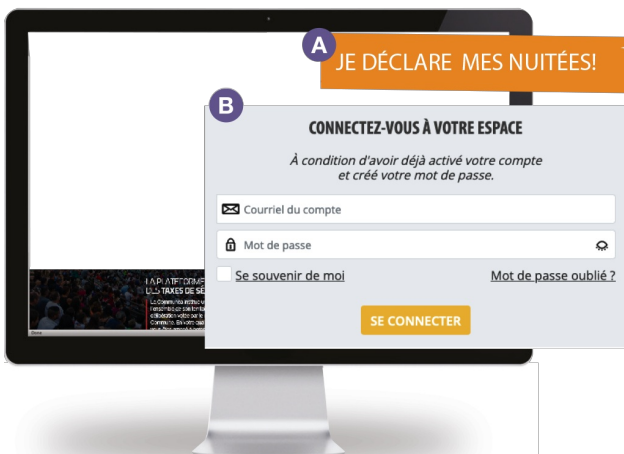 A
JE DÉCLARE MES NUITÉES!
B
CONNECTEZ-VOUS À VOTRE ESPACE
À condition d'avoir déjà activé votre compte
et créé votre mot de passe.
Courriel du compte
Mot de passe
Se souvenir de moi
Mot de passe oublié ?
SE CONNECTER
LA PLATEFORME
DES TAXES DE SÉ